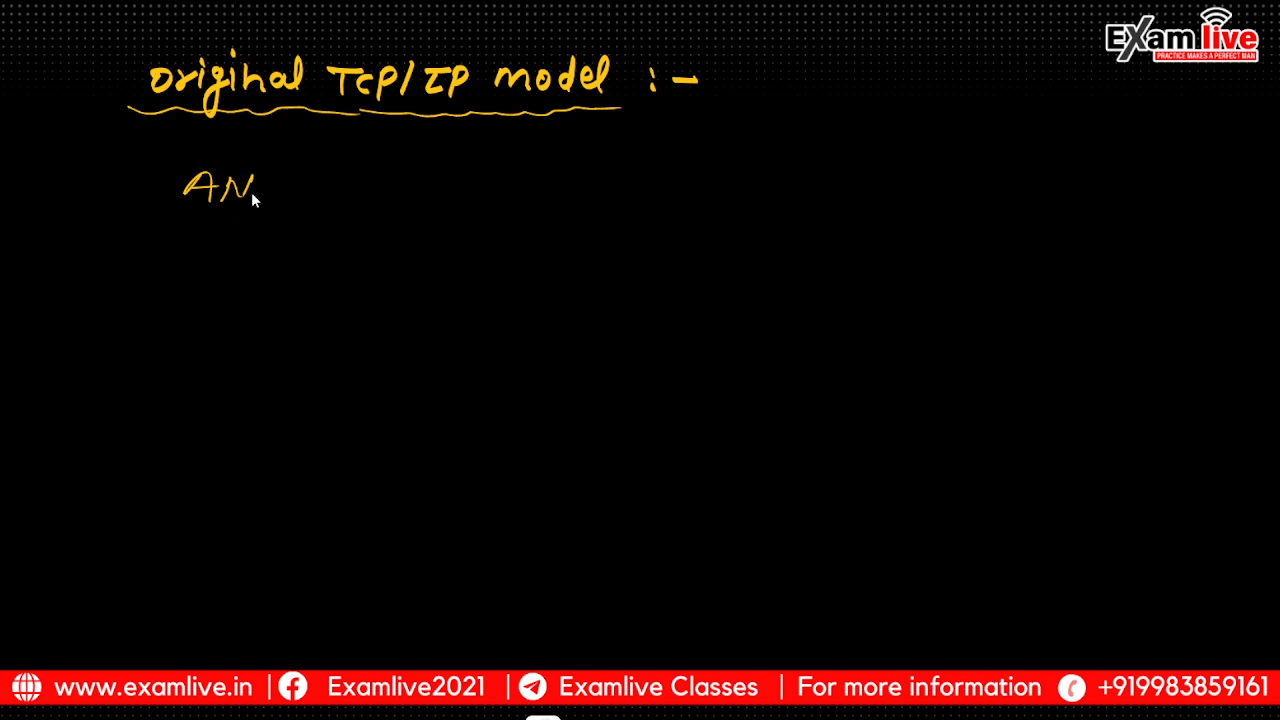 Exam live
PRACTICE MAKES A PERFECT MAN
Original TCP/IP model :-
AN
www.examlive.in | Examlive2021 | Examlive Classes | For more information +919983859161